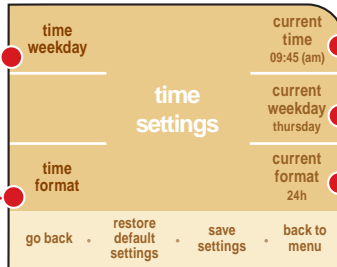 time
weekday
current
time
09:45 (am)
time
settings
current
weekday
thursday
time
format
current
format
24h
go back
restore
default
settings
save
settings
back to
menu